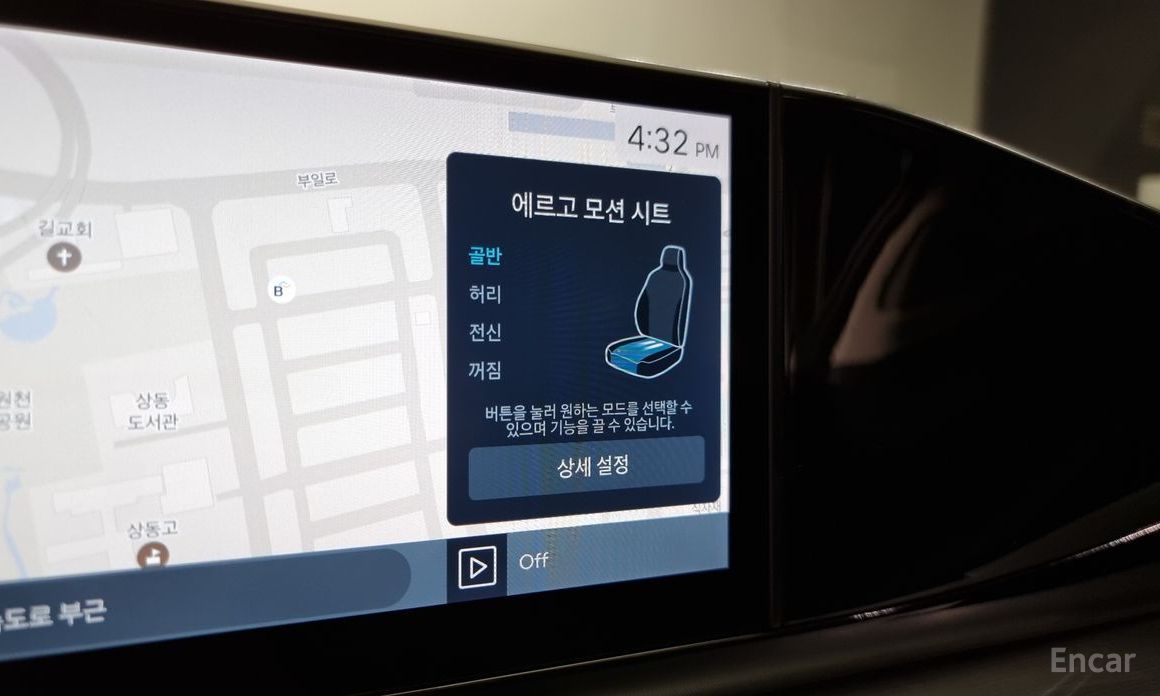 4:32 PM
부일로
길교회
에르고 모션 시트
골반
허리
전신
꺼짐
B
원천
공원
상동
도서관
버튼을 눌러 원하는 모드를 선택할 수
있으며 기능을 끌 수 있습니다.
상세 설정
상동고
Off
도로 부근
Encar